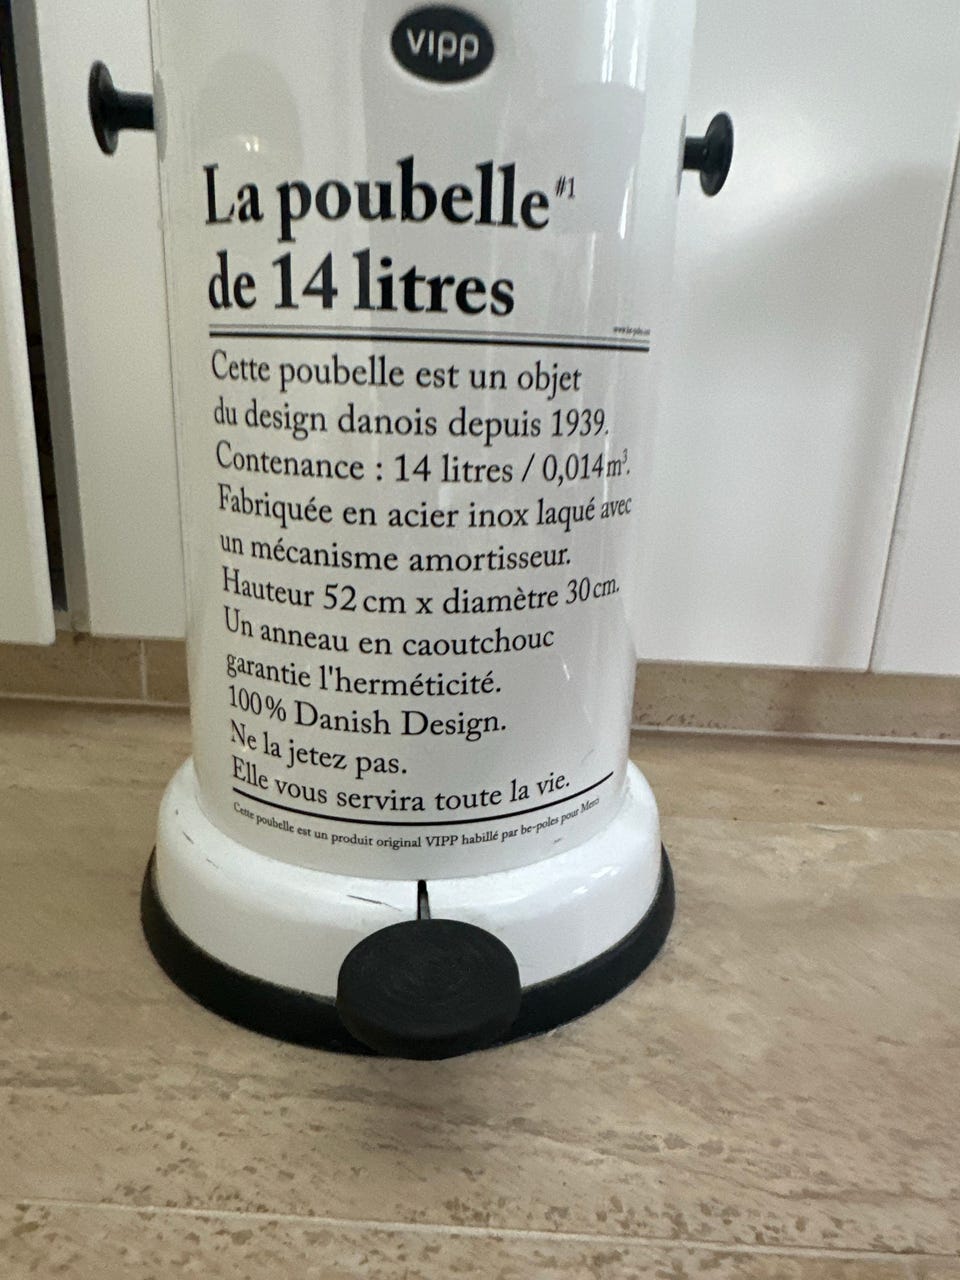 vipp
La poubelle #1
de 14 litres
Cette poubelle est un objet
du design danois depuis 1939.
Contenance : 14 litres / 0,014 m³.
Fabriquée en acier inox laqué avec
un mécanisme amortisseur.
Hauteur 52 cm x diamètre 30 cm.
Un anneau en caoutchouc
garantie l'herméticité.
100% Danish Design.
Ne la jetez pas.
Elle vous servira toute la vie.
Cette poubelle est un produit original VIPP habillé par be-poles pour Merci